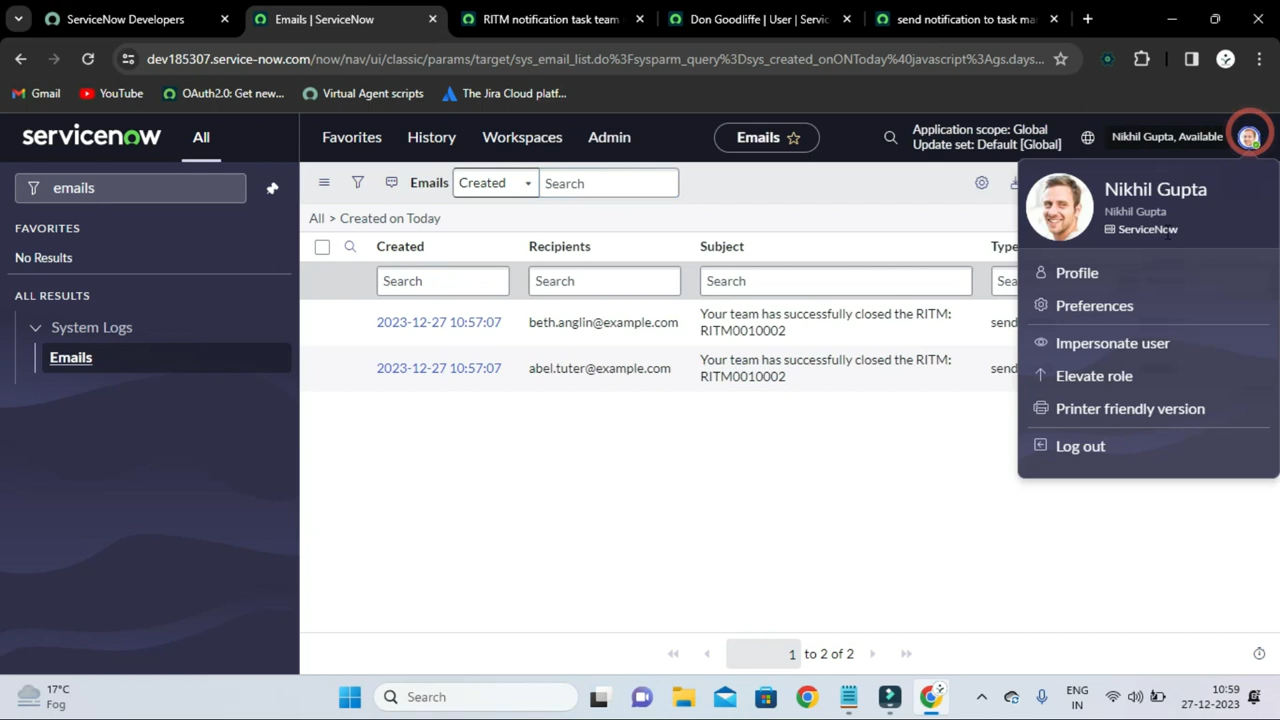 ServiceNow Developers
Emails | ServiceNow
RITM notification task team
Don Goodliffe | User | Servic
send notification to task ma
dev185307.service-now.com/now/nav/ui/classic/params/target/sys_email_list.do%3Fsysparm_query%3Dsys_created_onONToday%40javascript%3Ags.days...
Gmail
YouTube
OAuth2.0: Get new...
Virtual Agent scripts
The Jira Cloud platf...
servicenow
All
Favorites
History
Workspaces
Admin
Emails
Application scope: Global
Update set: Default [Global]
Nikhil Gupta, Available
emails
FAVORITES
No Results
ALL RESULTS
System Logs
Emails
Emails
Created
Search
All > Created on Today
Created
Recipients
Subject
Type
Search
Search
Search
Sea
2023-12-27 10:57:07
beth.anglin@example.com
Your team has successfully closed the RITM:
RITM0010002
send
2023-12-27 10:57:07
abel.tuter@example.com
Your team has successfully closed the RITM:
RITM0010002
send
1 to 2 of 2
Nikhil Gupta
Nikhil Gupta
ServiceNow
Profile
Preferences
Impersonate user
Elevate role
Printer friendly version
Log out
17°C
Fog
Search
ENG
IN
10:59
27-12-2023